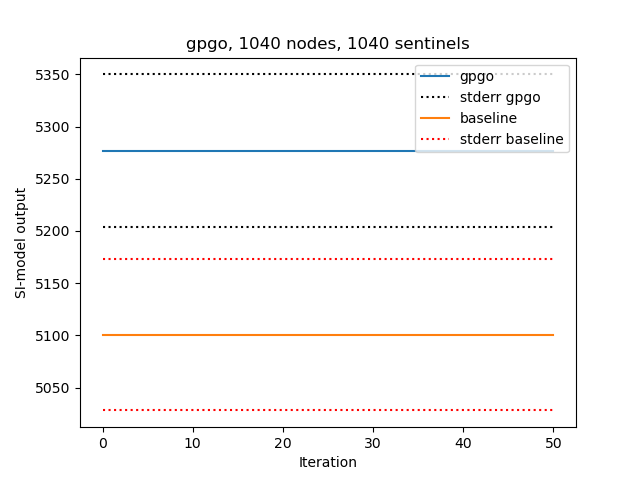 gpgo, 1040 nodes, 1040 sentinels
5350
5300
5250
5200
5150
5100
5050
SI-model output
gpgo
stderr gpgo
baseline
stderr baseline
0 10 20 30 40 50
Iteration